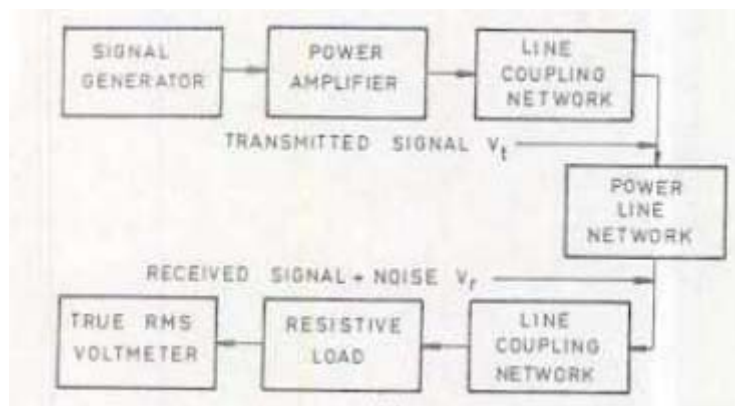 SIGNAL
GENERATOR
POWER
AMPLIFIER
LINE
COUPLING
NETWORK
TRANSMITTED SIGNAL Vt
POWER
LINE
NETWORK
RECEIVED SIGNAL + NOISE Vr
TRUE RMS
VOLTMETER
RESISTIVE
LOAD
LINE
COUPLING
NETWORK